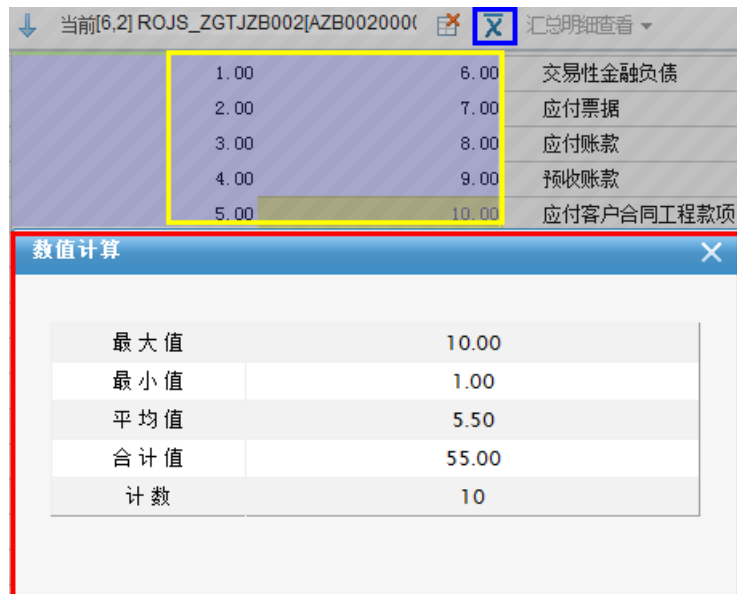 当前[6,2] ROJS_ZGTJZB002[AZB0020000( X 汇总明细查看
1.00 6.00 交易性金融负债
2.00 7.00 应付票据
3.00 8.00 应付账款
4.00 9.00 预收账款
5.00 10.00 应付客户合同工程款项
数值计算
最大值 10.00
最小值 1.00
平均值 5.50
合计值 55.00
计数 10